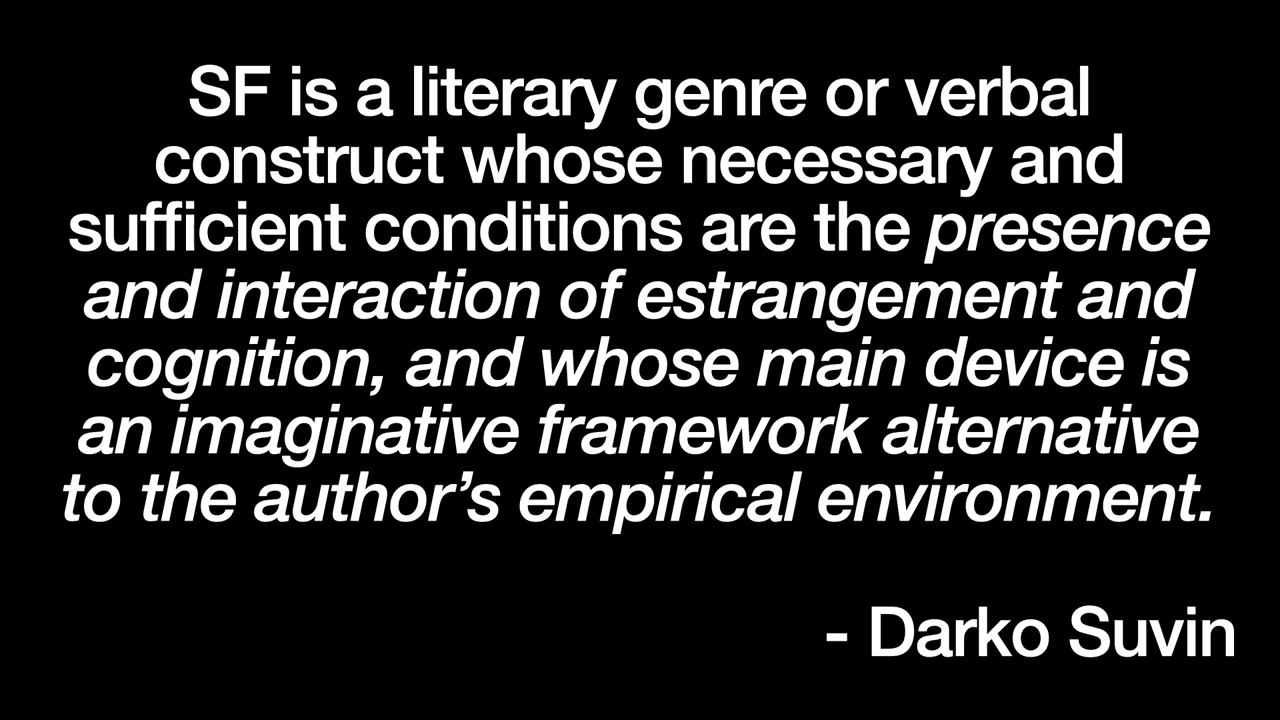 SF is a literary genre or verbal
construct whose necessary and
sufficient conditions are the presence
and interaction of estrangement and
cognition, and whose main device is
an imaginative framework alternative
to the author’s empirical environment.
- Darko Suvin